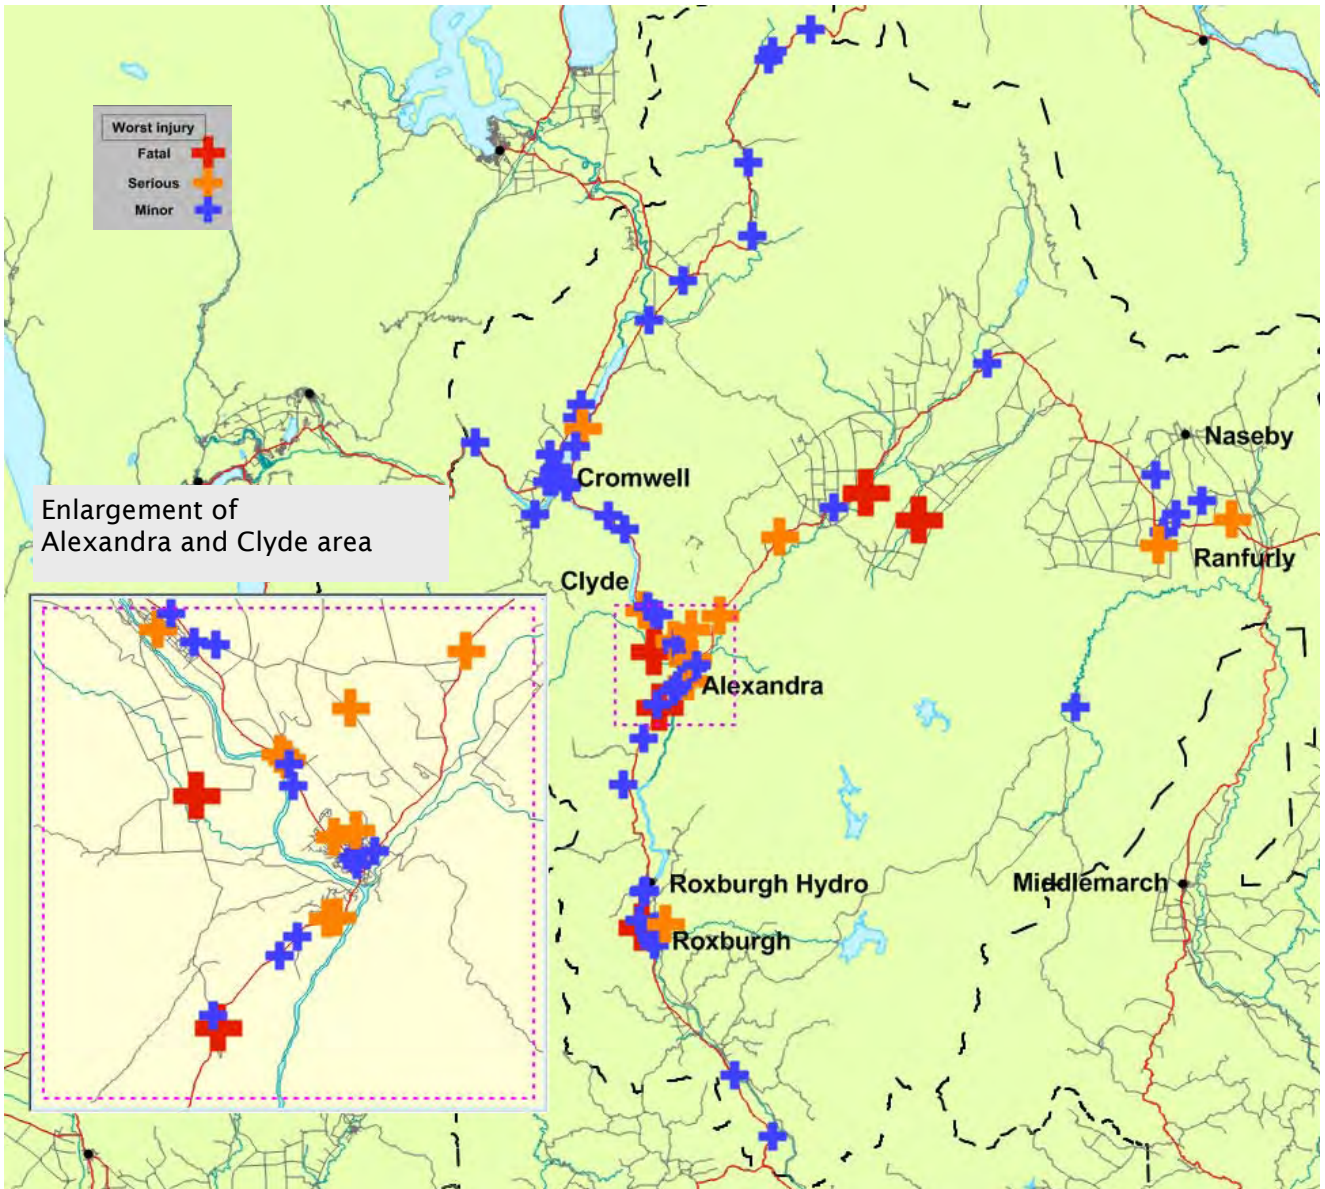 Worst injury
Fatal
Serious
Minor
Naseby
Cromwell
Enlargement of
Alexandra and Clyde area
Ranfurly
Clyde
Alexandra
Roxburgh Hydro
Middlemarch
Roxburgh